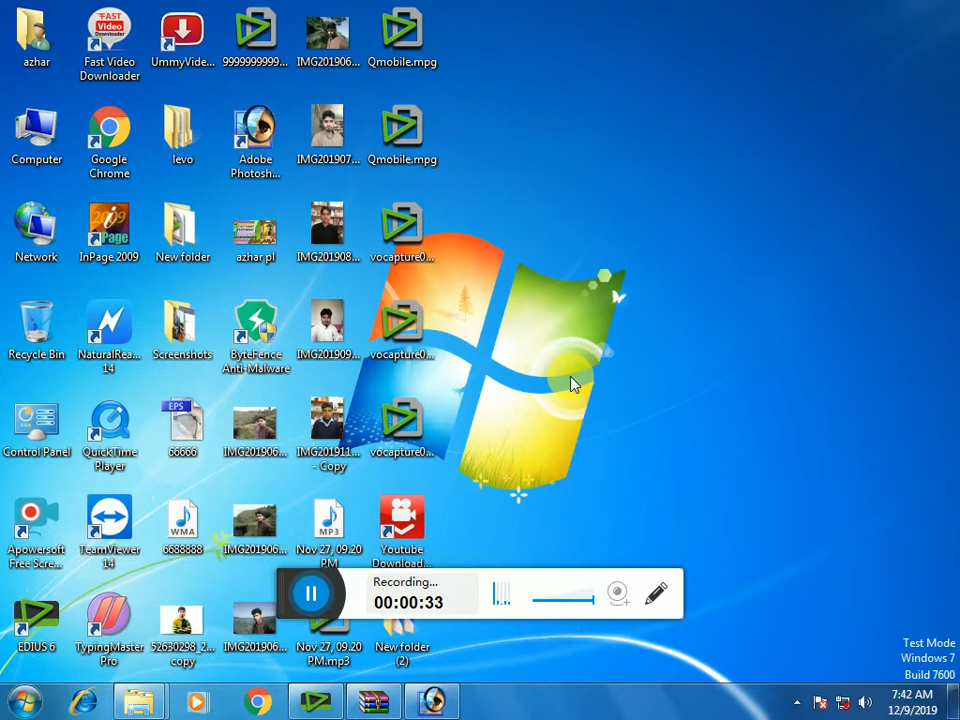 azhar
Fast Video
Downloader
UmmyVide...
9999999999...
IMG201906...
Qmobile.mpg
Computer
Google
Chrome
levo
Adobe
Photosh...
IMG201907...
Qmobile.mpg
Network
InPage 2009
New folder
azhar pl
IMG201908...
vocapture0...
Recycle Bin
NaturalRea...
14
Screenshots
ByteFence
Anti-Malware
IMG201909...
vocapture0...
Control Panel
QuickTime
Player
EPS
66666
IMG201906...
IMG201911...
- Copy
vocapture0...
Apowersoft
Free Scre...
TeamViewer
14
WMA
6688888
IMG201906...
MP3
Nov 27, 09.20
PM
Youtube
Download...
EDIUS 6
TypingMaster
Pro
52630298_2...
copy
IMG201906...
Nov 27, 09.20
PM.mp3
New folder
(2)
FAST
Video
Downloader
2009
Page
Recording...
00:00:33
Test Mode
Windows 7
Build 7600
7:42 AM
12/9/2019